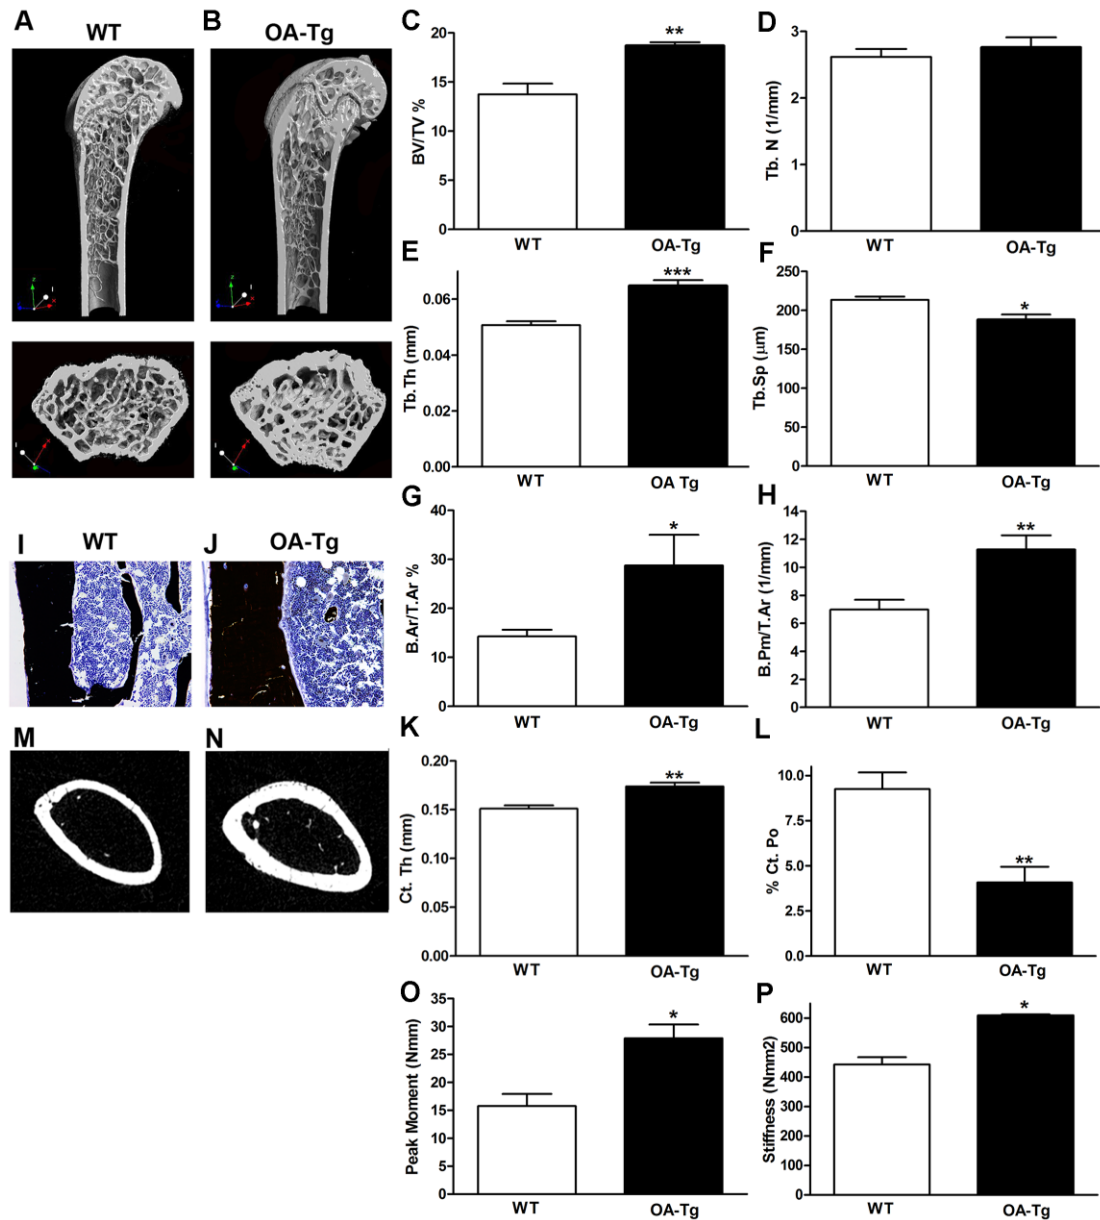 A WT
B OA-Tg
C
BV/TV %
20
15
10
5
0
**
WT OA-Tg
D
Tb. N (1/mm)
3
2
1
0
WT OA-Tg
E
Tb.Th (mm)
0.06
0.04
0.02
0.00
***
WT OA Tg
F
Tb.Sp (μm)
250
200
150
100
50
0
*
WT OA-Tg
G
B.Ar/T.Ar %
40
30
20
10
0
*
WT OA-Tg
H
B.Pm/T.Ar (1/mm)
14
12
10
8
6
4
2
0
**
WT OA-Tg
I WT
J OA-Tg
M
N
K
Ct. Th (mm)
0.20
0.15
0.10
0.05
0.00
**
WT OA-Tg
L
% Ct. Po
10.0
7.5
5.0
2.5
0.0
**
WT OA-Tg
O
Peak Moment (Nmm)
35
30
25
20
15
10
5
0
*
WT OA-Tg
P
Stiffness (Nmm2)
600
500
400
300
200
100
0
*
WT OA-Tg